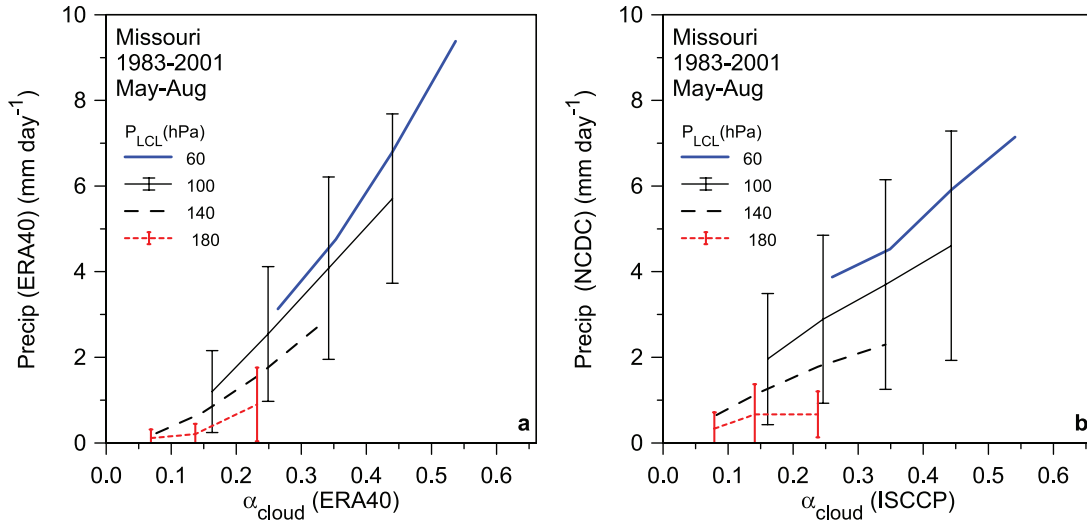 10
8
6
4
2
0
Precip (ERA40) (mm day⁻¹)
Missouri
1983-2001
May-Aug
P_LCL(hPa)
60
100
140
180
a
0.0 0.1 0.2 0.3 0.4 0.5 0.6
α_cloud (ERA40)
10
8
6
4
2
0
Precip (NCDC) (mm day⁻¹)
Missouri
1983-2001
May-Aug
P_LCL(hPa)
60
100
140
180
b
0.0 0.1 0.2 0.3 0.4 0.5 0.6
α_cloud (ISCCP)